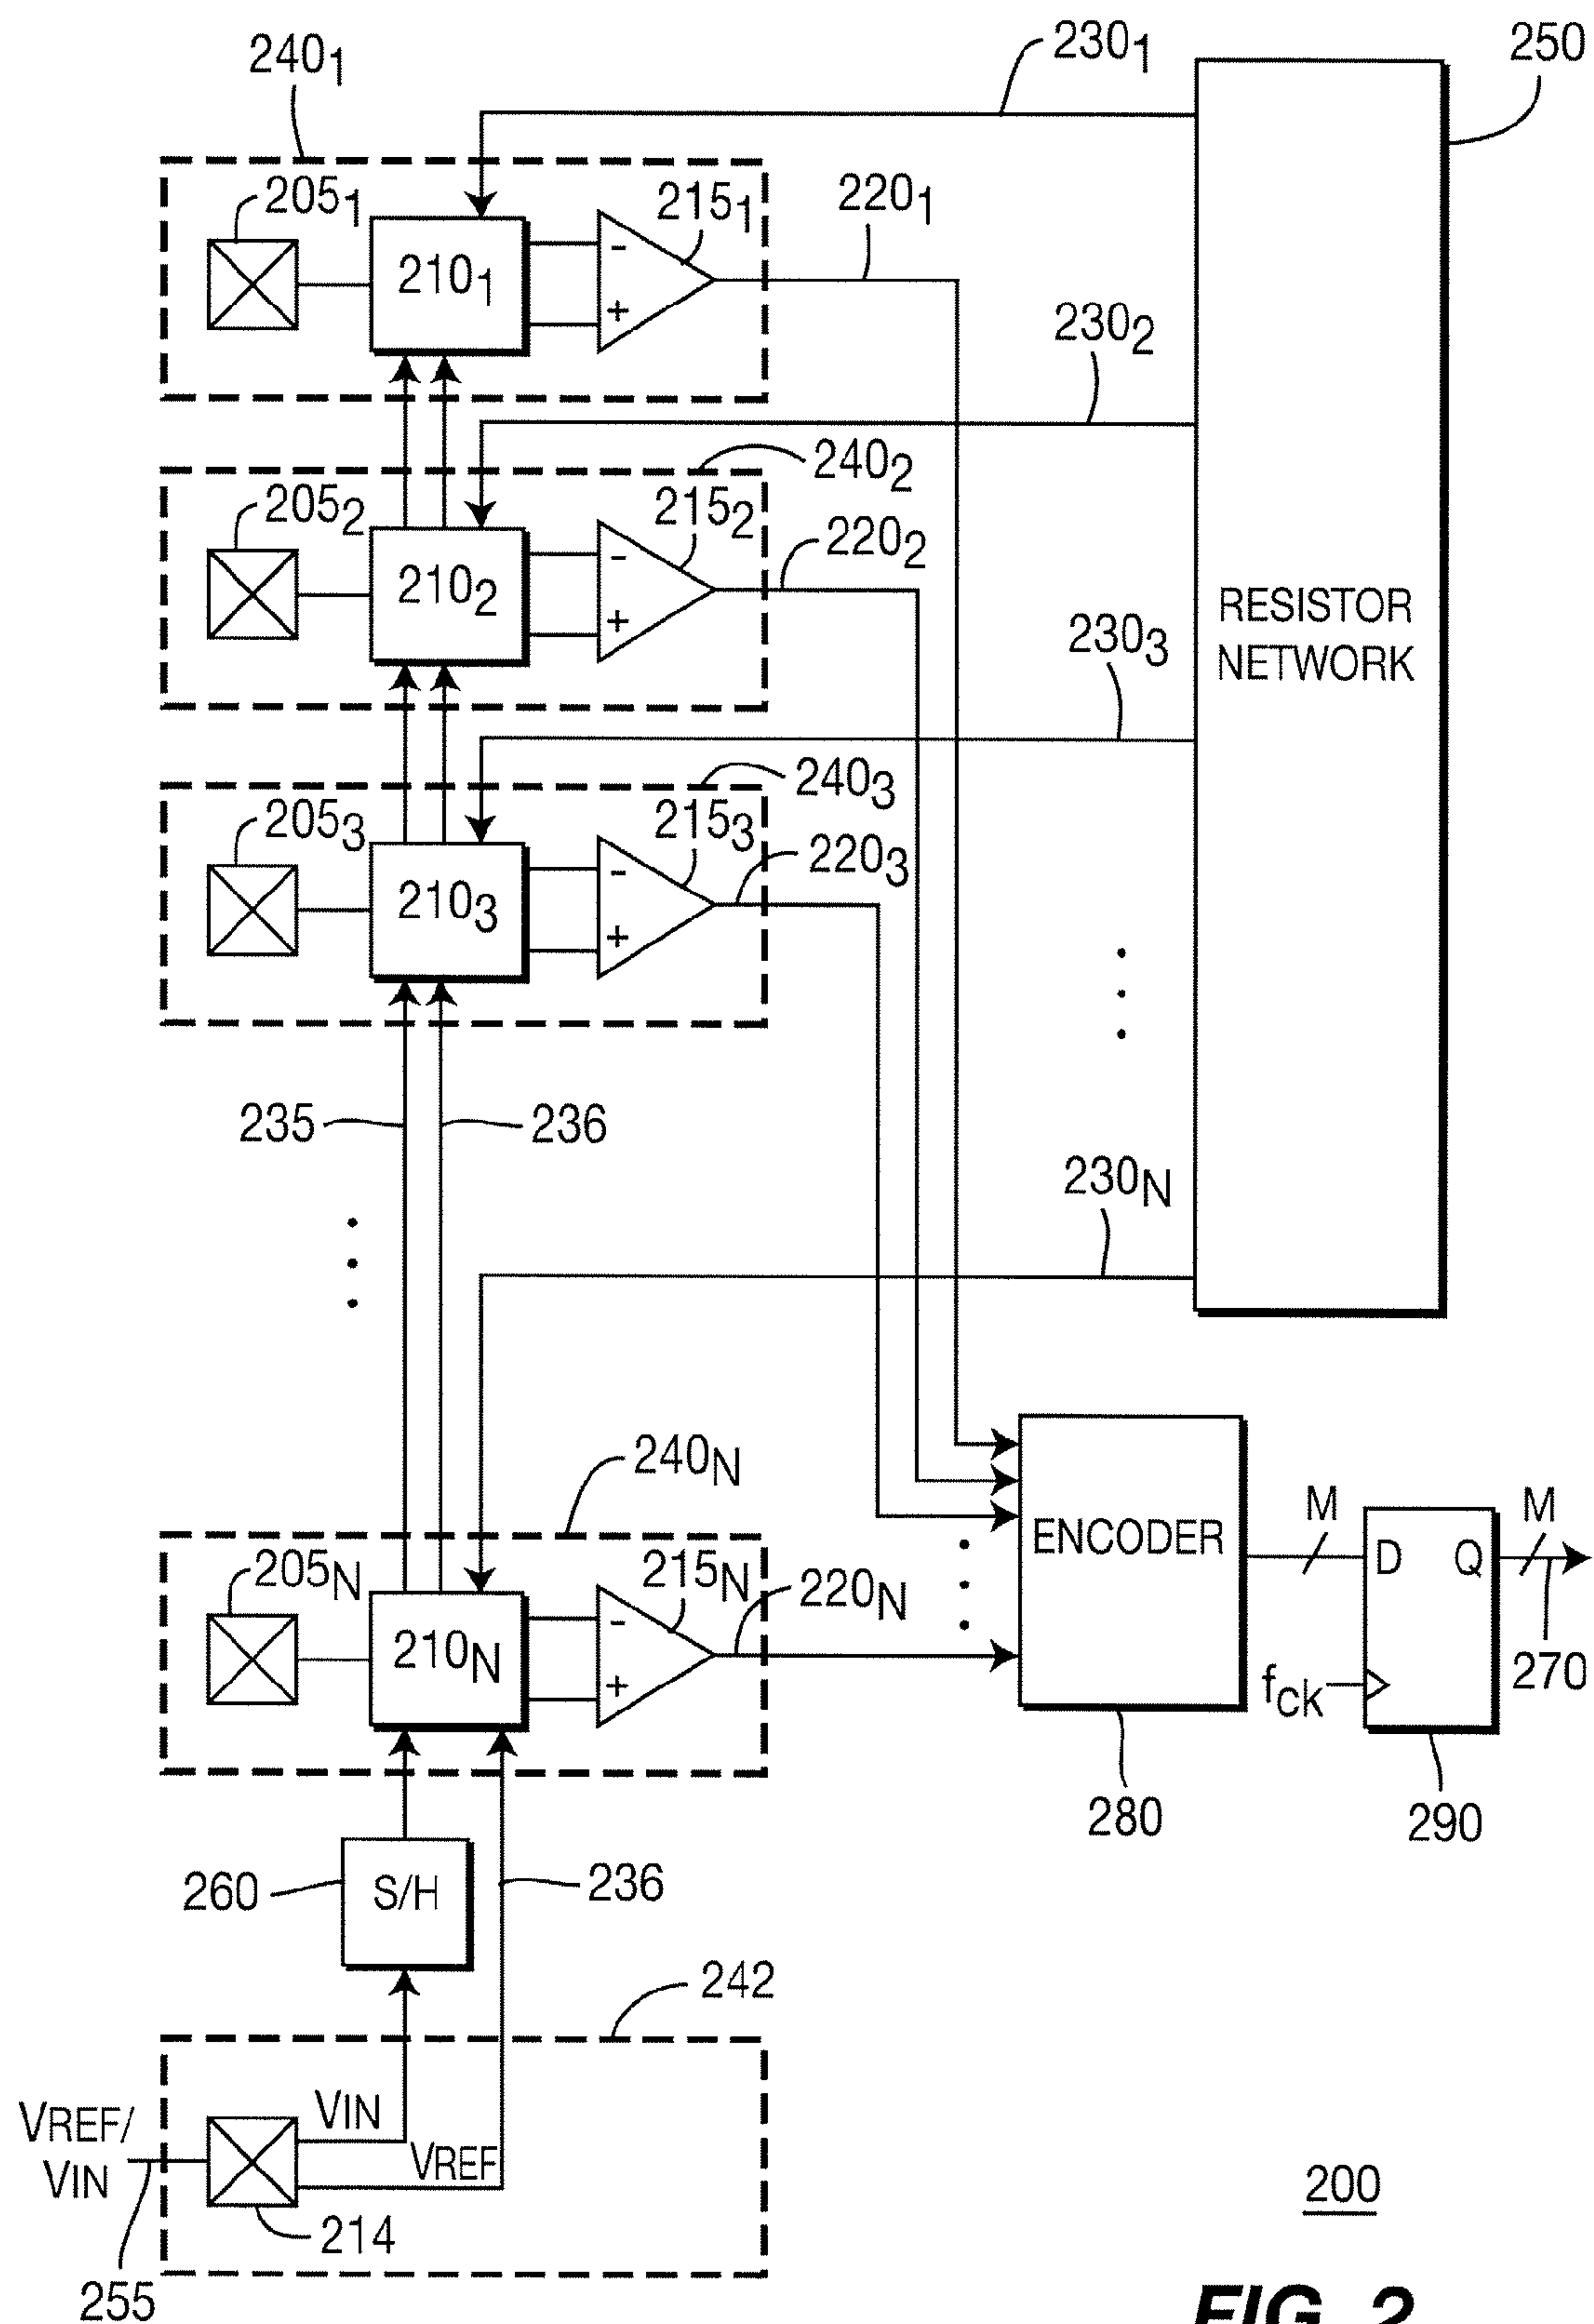 240₁
230₁
250
205₁
215₁
220₁
210₁
-
+
230₂
240₂
205₂
215₂
220₂
210₂
-
+
RESISTOR
NETWORK
230₃
240₃
205₃
215₃
220₃
210₃
-
+
235
236
230N
240N
205N
215N
220N
210N
-
+
ENCODER
M
M
D
Q
fCK
270
280
290
260
S/H
236
242
VREF/
VIN
VIN
VREF
214
255
200
FIG. 2